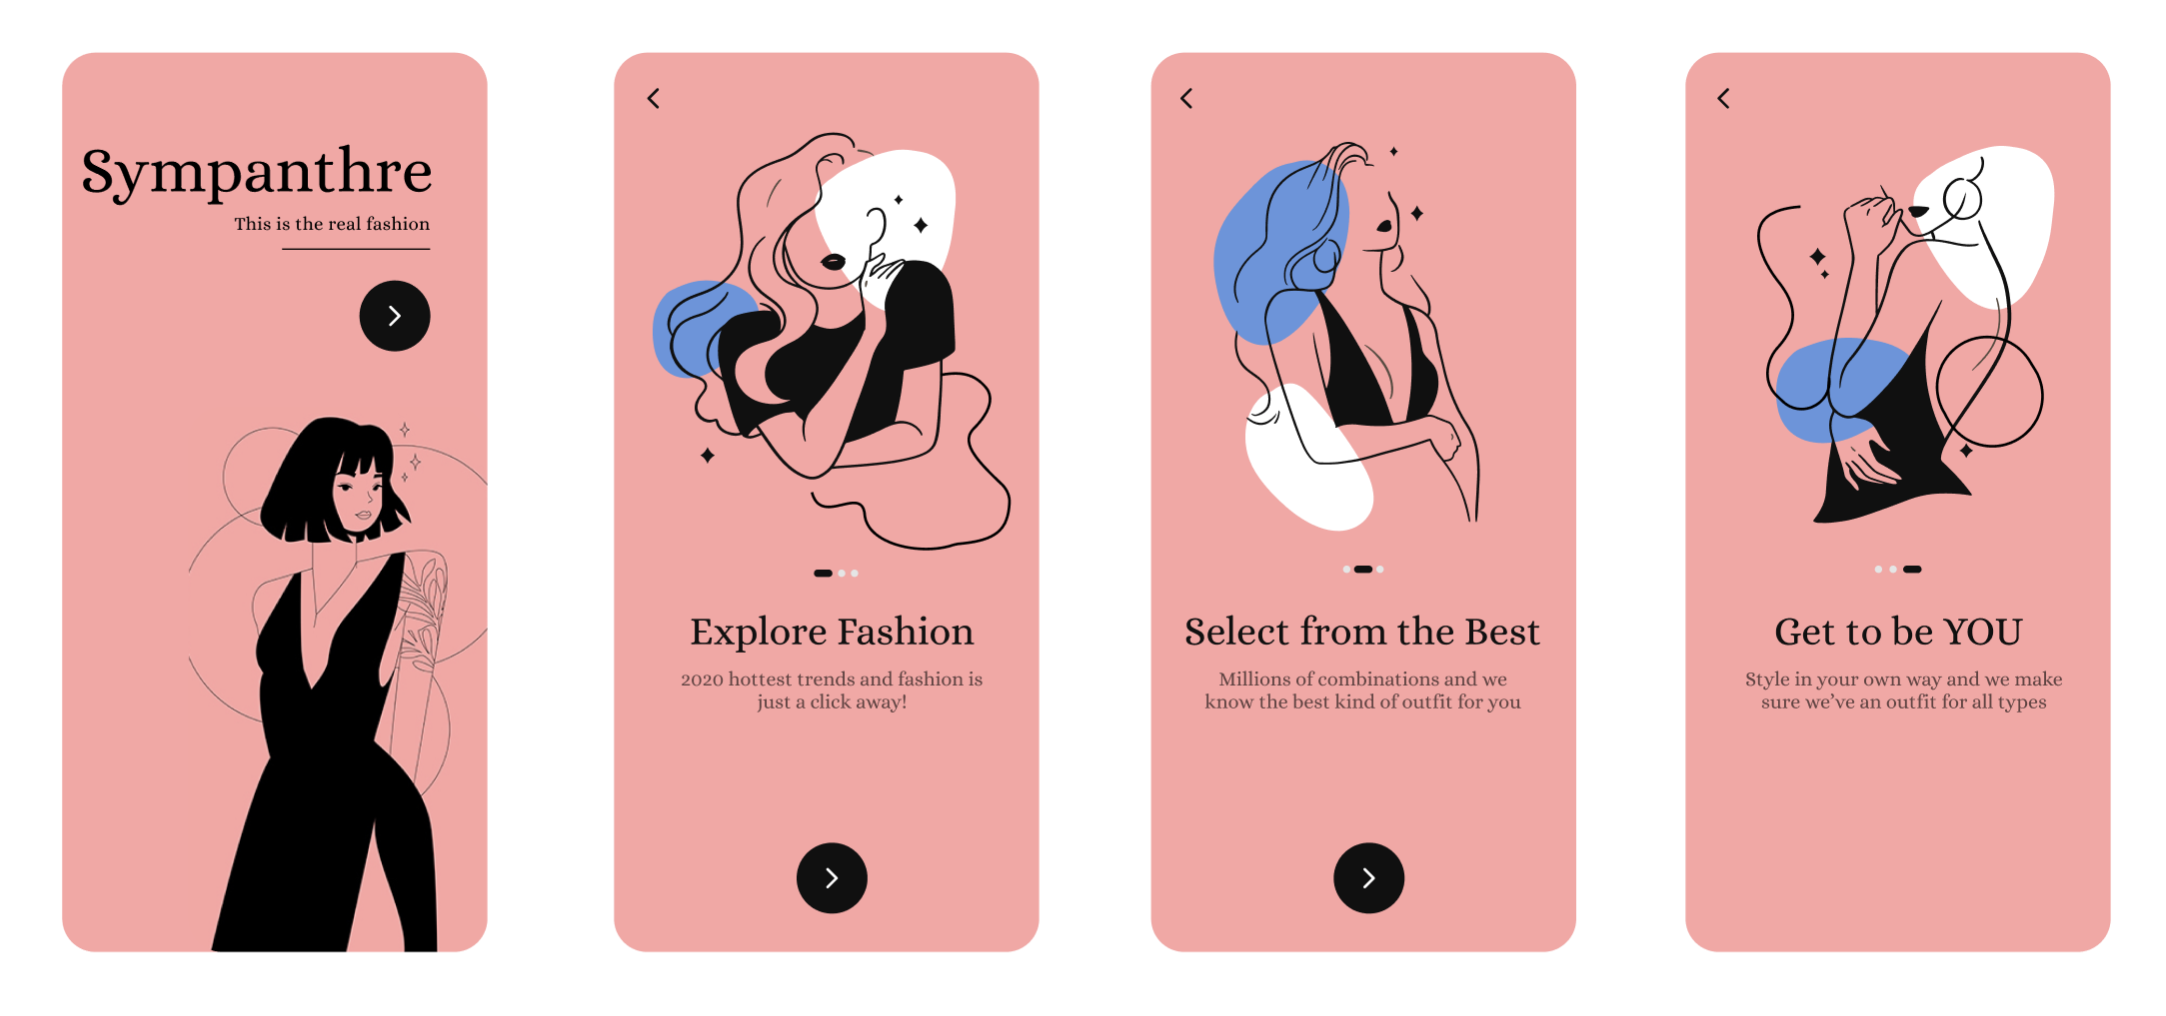 Sympanthre
This is the real fashion
Explore Fashion
2020 hottest trends and fashion is
just a click away!
Select from the Best
Millions of combinations and we
know the best kind of outfit for you
Get to be YOU
Style in your own way and we make
sure we’ve an outfit for all types